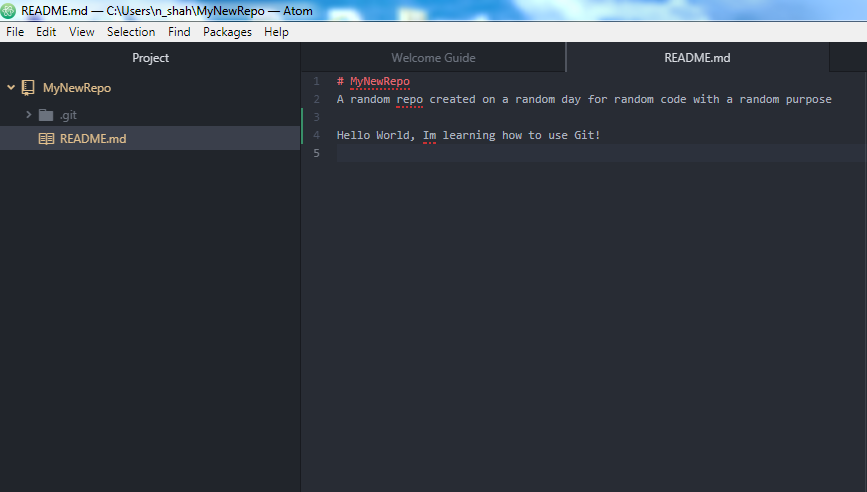 README.md — C:\Users\n_shah\MyNewRepo — Atom
File Edit View Selection Find Packages Help
Project
Welcome Guide
README.md
MyNewRepo
.git
README.md
1 # MyNewRepo
2 A random repo created on a random day for random code with a random purpose
3
4 Hello World, Im learning how to use Git!
5